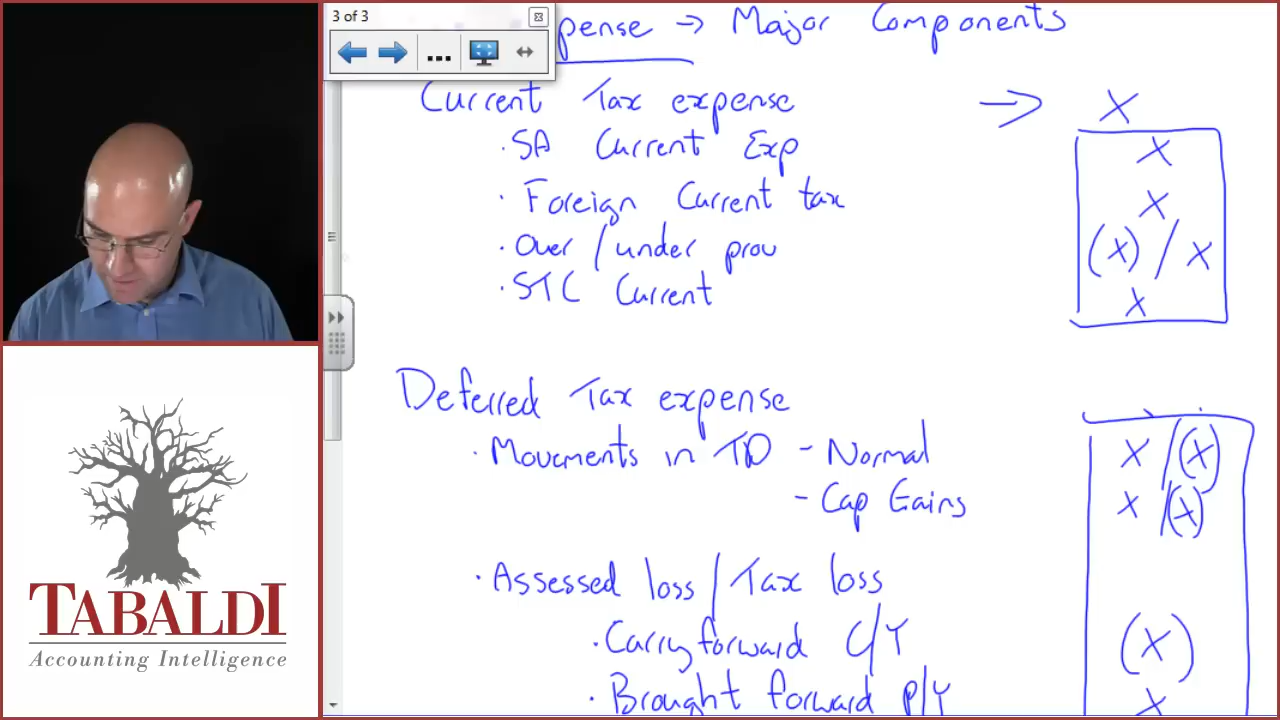 3 of 3
pense → Major Components
Current Tax expense → X
· SA Current Exp X
· Foreign Current tax X
· Over / under prov (X) / X
· STC Current X
Deferred Tax expense
· Movements in TD - Normal X / (X)
- Cap Gains X / (X)
· Assessed loss / Tax loss
· Carry forward C/Y (X)
· Brought forward P/Y X
TABALDI
Accounting Intelligence